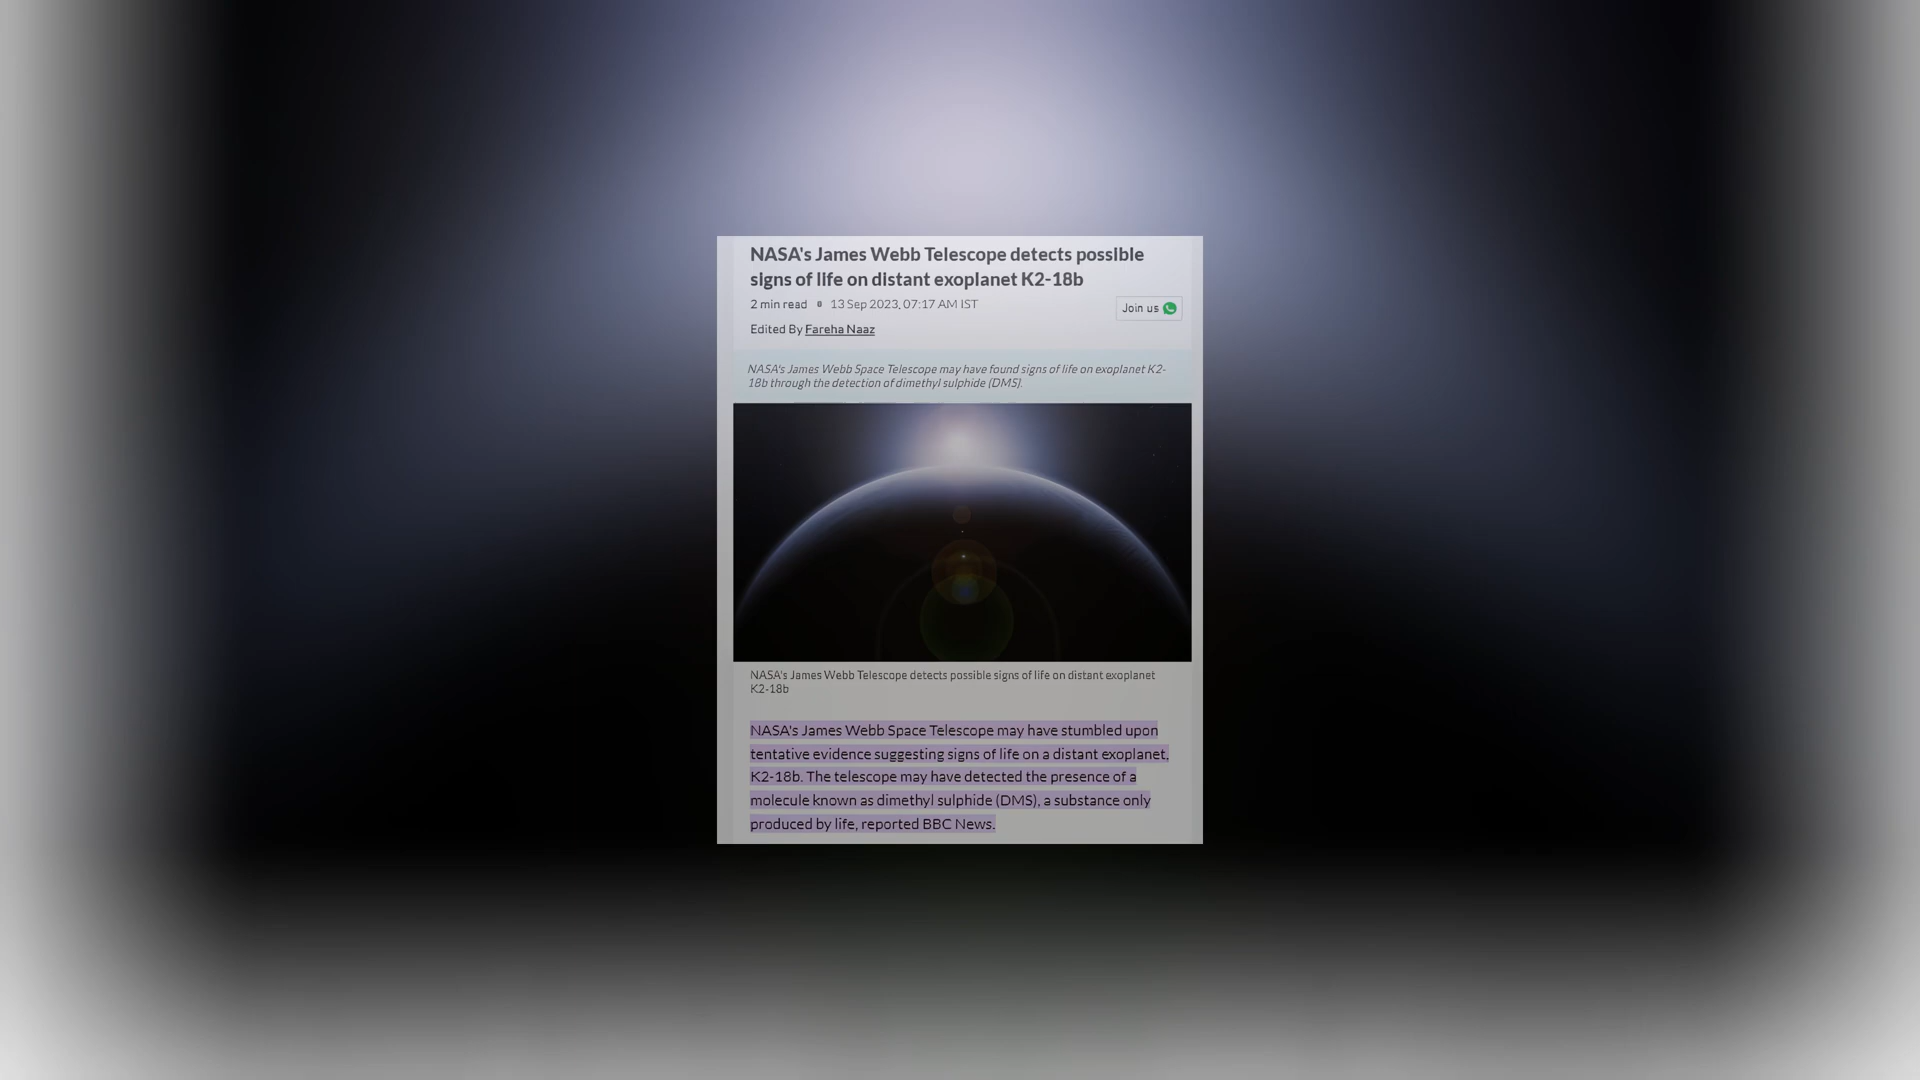 NASA's James Webb Telescope detects possible
signs of life on distant exoplanet K2-18b
2 min read • 13 Sep 2023, 07:17 AM IST
Join us
Edited By Fareha Naaz
NASA's James Webb Space Telescope may have found signs of life on exoplanet K2-
18b through the detection of dimethyl sulphide (DMS).
NASA's James Webb Telescope detects possible signs of life on distant exoplanet
K2-18b
NASA's James Webb Space Telescope may have stumbled upon
tentative evidence suggesting signs of life on a distant exoplanet,
K2-18b. The telescope may have detected the presence of a
molecule known as dimethyl sulphide (DMS), a substance only
produced by life, reported BBC News.